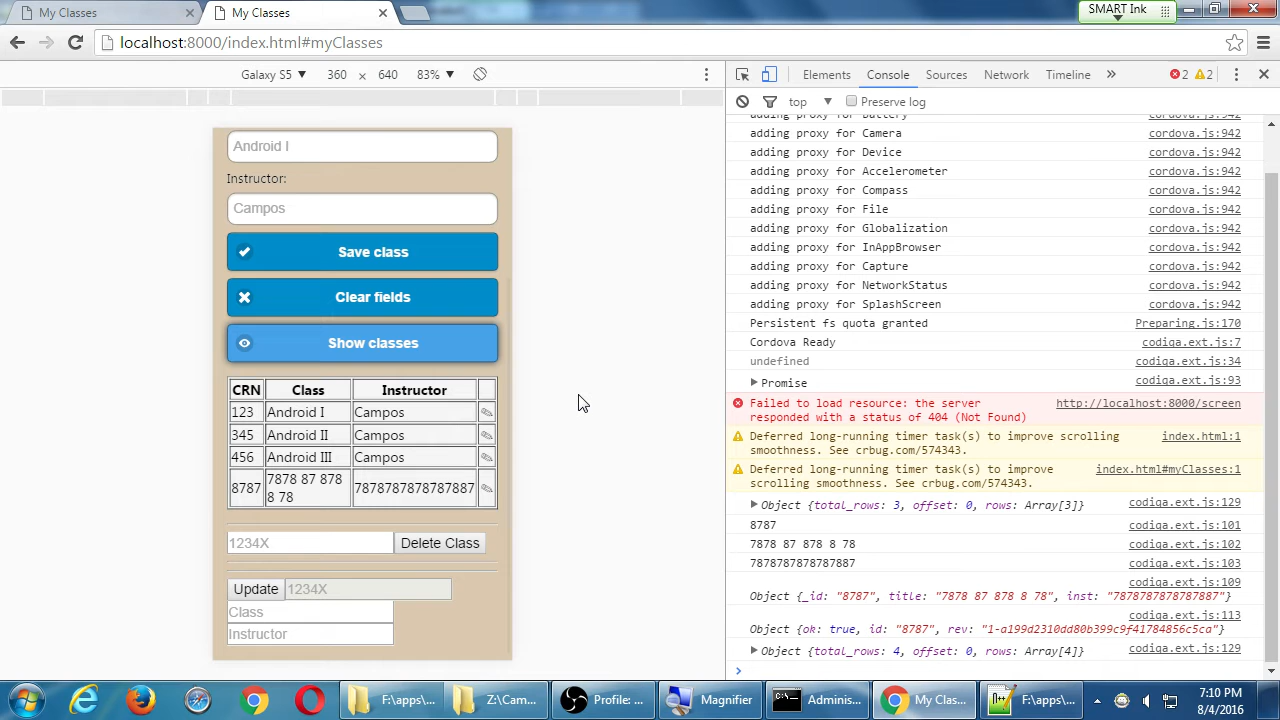 My Classes
My Classes
SMART Ink
localhost:8000/index.html#myClasses
Galaxy S5 ▼ 360 x 640 83% ▼
Elements Console Sources Network Timeline » 2 2
top ▼ Preserve log
Android I
Instructor:
Campos
Save class
Clear fields
Show classes
CRN Class Instructor
123 Android I Campos
345 Android II Campos
456 Android III Campos
8787 7878 87 878 8 78 7878787878787887
1234X Delete Class
Update 1234X
Class
Instructor
adding proxy for Battery cordova.js:942
adding proxy for Camera cordova.js:942
adding proxy for Device cordova.js:942
adding proxy for Accelerometer cordova.js:942
adding proxy for Compass cordova.js:942
adding proxy for File cordova.js:942
adding proxy for Globalization cordova.js:942
adding proxy for InAppBrowser cordova.js:942
adding proxy for Capture cordova.js:942
adding proxy for NetworkStatus cordova.js:942
adding proxy for SplashScreen cordova.js:942
Persistent fs quota granted Preparing.js:170
Cordova Ready codiqa.ext.js:7
undefined codiqa.ext.js:34
Promise codiqa.ext.js:93
Failed to load resource: the server http://localhost:8000/screen
responded with a status of 404 (Not Found)
Deferred long-running timer task(s) to improve scrolling index.html:1
smoothness. See crbug.com/574343.
Deferred long-running timer task(s) to improve index.html#myClasses:1
scrolling smoothness. See crbug.com/574343.
Object {total_rows: 3, offset: 0, rows: Array[3]} codiqa.ext.js:129
8787 codiqa.ext.js:101
7878 87 878 8 78 codiqa.ext.js:102
7878787878787887 codiqa.ext.js:103
codiqa.ext.js:109
Object {_id: "8787", title: "7878 87 878 8 78", inst: "7878787878787887"}
codiqa.ext.js:113
Object {ok: true, id: "8787", rev: "1-a199d2310dd80b399c9f41784856c5ca"}
Object {total_rows: 4, offset: 0, rows: Array[4]} codiqa.ext.js:129
F:\apps\... Z:\Cam... Profile: ... Magnifier Adminis... My Clas... F:\apps\...
7:10 PM
8/4/2016